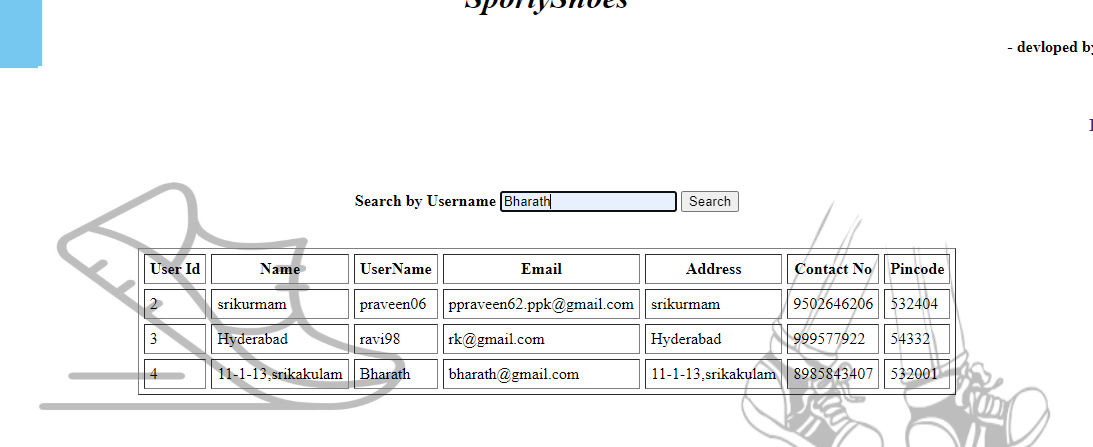 SportyShoes
- devloped by
Search by Username Bharath Search
User Id Name UserName Email Address Contact No Pincode
2 srikurmam praveen06 ppraveen62.ppk@gmail.com srikurmam 9502646206 532404
3 Hyderabad ravi98 rk@gmail.com Hyderabad 999577922 54332
4 11-1-13,srikakulam Bharath bharath@gmail.com 11-1-13,srikakulam 8985843407 532001